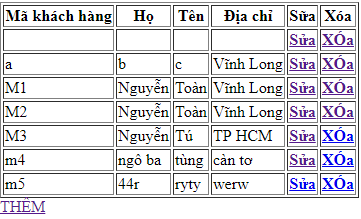 Mã khách hàng Họ Tên Địa chỉ Sửa Xóa
Sửa XÓa
a b c Vĩnh Long Sửa XÓa
M1 Nguyễn Toàn Vĩnh Long Sửa XÓa
M2 Nguyễn Toàn Vĩnh Long Sửa XÓa
M3 Nguyễn Tú TP HCM Sửa XÓa
m4 ngô ba tùng càn tơ Sửa XÓa
m5 44r ryty werw Sửa XÓa
THÊM